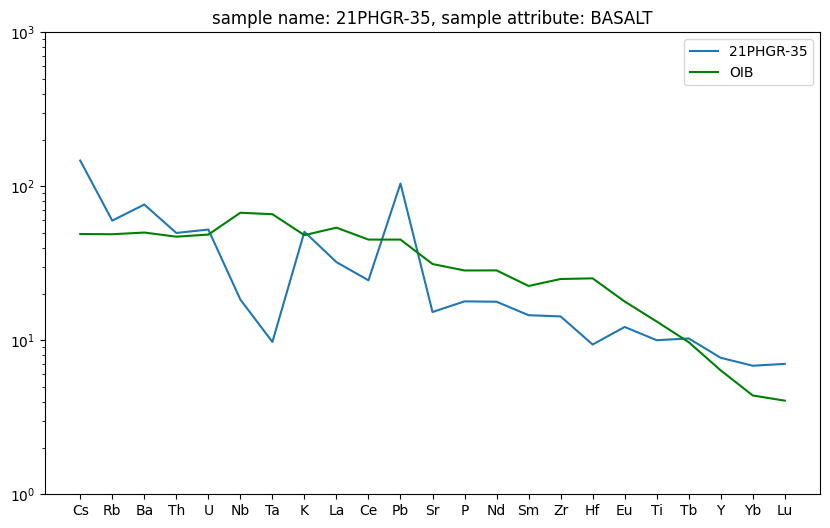 sample name: 21PHGR-35, sample attribute: BASALT
10³
21PHGR-35
OIB
10²
10¹
10⁰
Cs Rb Ba Th U Nb Ta K La Ce Pb Sr P Nd Sm Zr Hf Eu Ti Tb Y Yb Lu